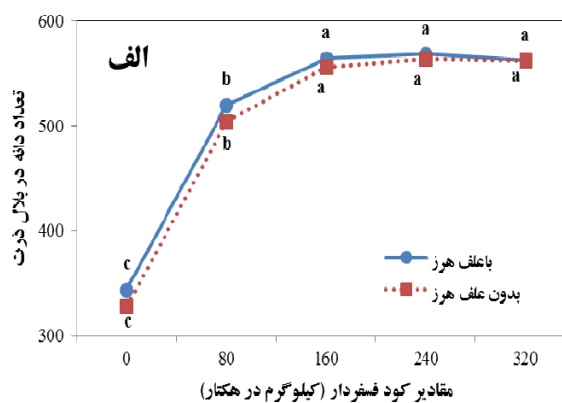 الف
600
500
400
300
تعداد دانه در بلال ذرت
a
a
a
b
a
a
a
b
c
c
باعلف هرز
بدون علف هرز
0
80
160
240
320
مقادیر کود فسفردار (کیلوگرم در هکتار)